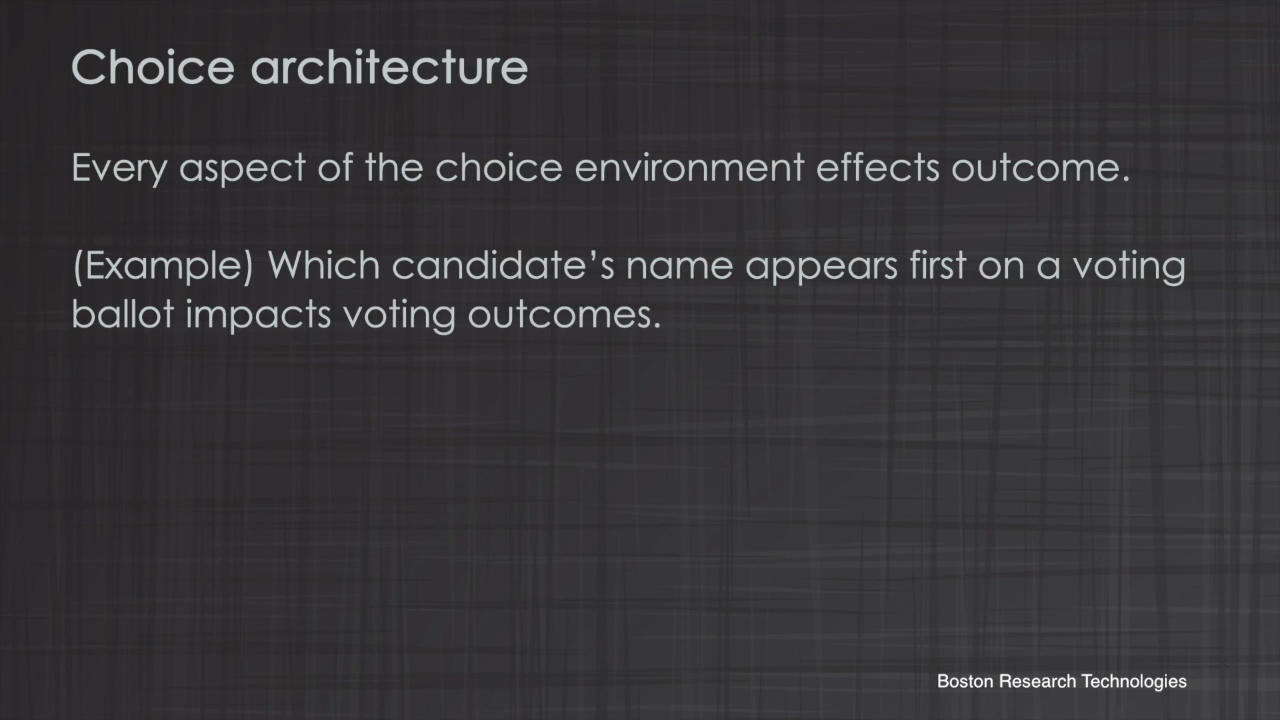 Choice architecture
Every aspect of the choice environment effects outcome.
(Example) Which candidate’s name appears first on a voting
ballot impacts voting outcomes.
Boston Research Technologies